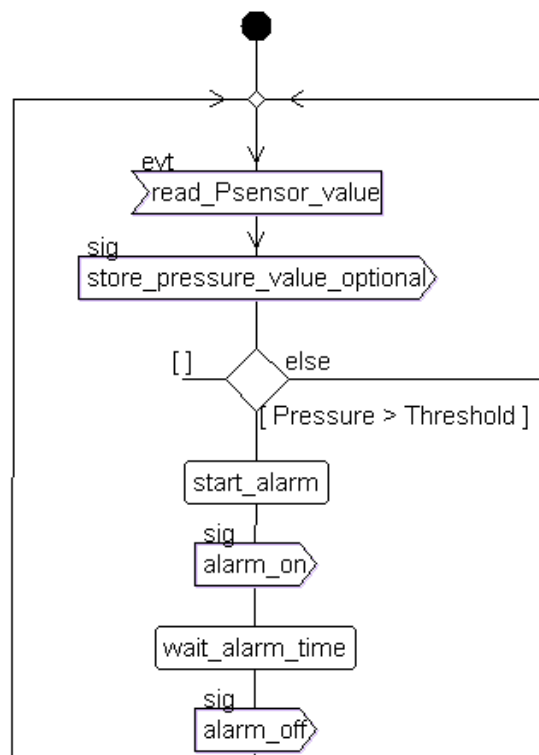 evt
read_Psensor_value
sig
store_pressure_value_optional
[ ]
else
[ Pressure > Threshold ]
start_alarm
sig
alarm_on
wait_alarm_time
sig
alarm_off